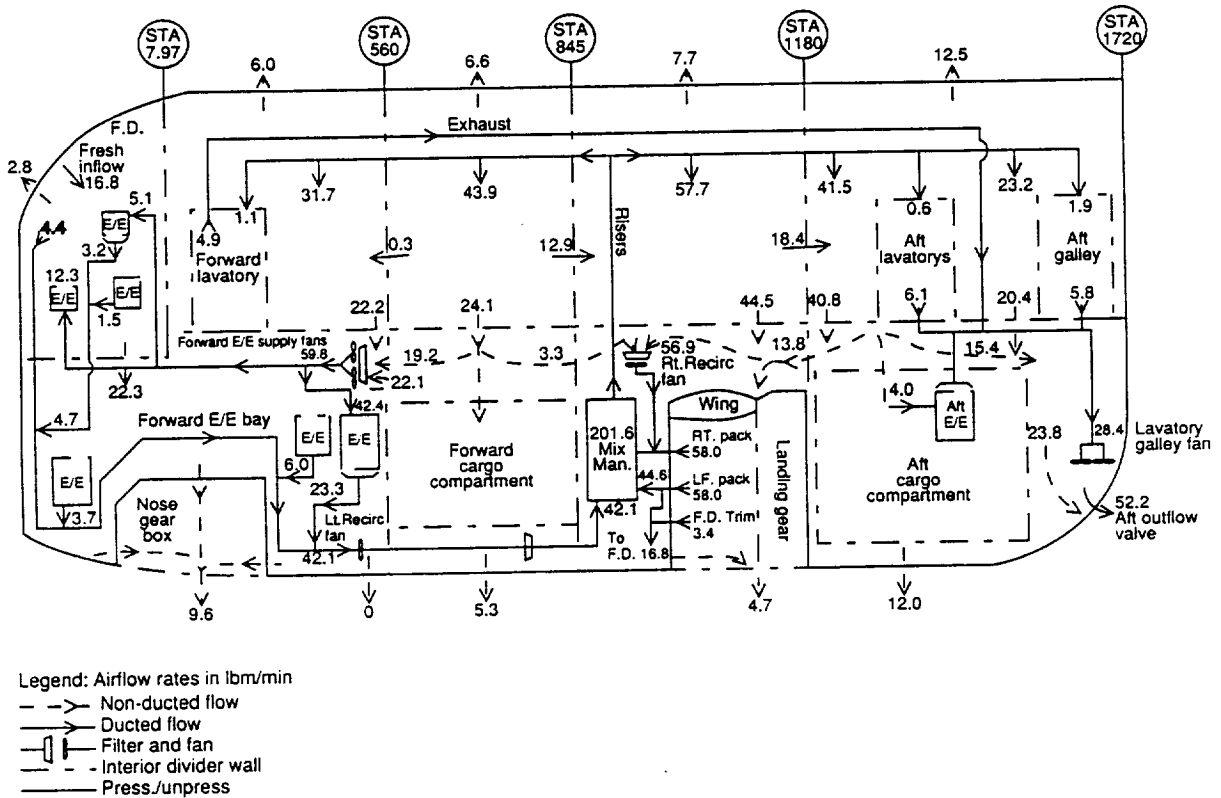 STA
7.97
STA
560
STA
845
STA
1180
STA
1720
6.0
6.6
7.7
12.5
F.D.
Exhaust
Fresh
inflow
16.8
2.8
31.7
43.9
57.7
41.5
23.2
5.1
4.4
E/E
1.1
0.6
1.9
3.2
4.9
Forward
lavatory
0.3
12.9
Risers
18.4
Aft
lavatorys
Aft
galley
12.3
E/E
E/E
1.5
22.2
24.1
44.5
40.8
6.1
20.4
5.8
Forward E/E supply fans
59.8
19.2
3.3
56.9
Rt.Recirc
fan
13.8
15.4
22.1
22.3
4.7
Forward E/E bay
42.4
E/E
E/E
6.0
Forward
cargo
compartment
201.6
Mix
Man.
Wing
RT. pack
58.0
44.6
LF. pack
58.0
Landing gear
4.0
Aft
E/E
23.8
28.4
Lavatory
galley fan
Aft
cargo
compartment
E/E
3.7
Nose
gear
box
23.3
Lt.Recirc
fan
42.1
42.1
F.D. Trim
3.4
To
F.D. 16.8
52.2
Aft outflow
valve
9.6
0
5.3
4.7
12.0
Legend: Airflow rates in lbm/min
Non-ducted flow
Ducted flow
Filter and fan
Interior divider wall
Press./unpress